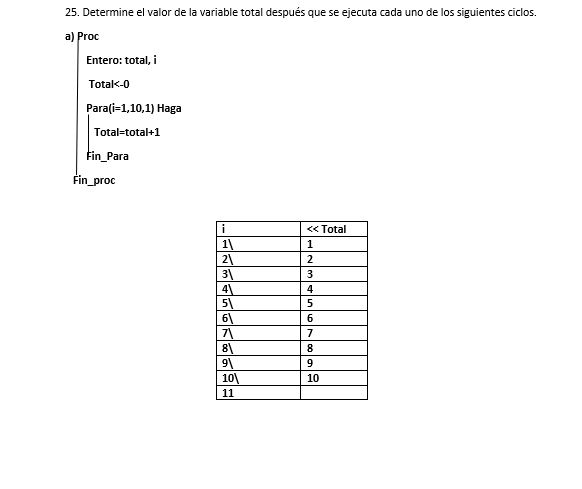 25. Determine el valor de la variable total después que se ejecuta cada uno de los siguientes ciclos.
a) Proc
Entero: total, i
Total<-0
Para(i=1,10,1) Haga
Total=total+1
Fin_Para
Fin_proc
i << Total
1\ 1
2\ 2
3\ 3
4\ 4
5\ 5
6\ 6
7\ 7
8\ 8
9\ 9
10\ 10
11